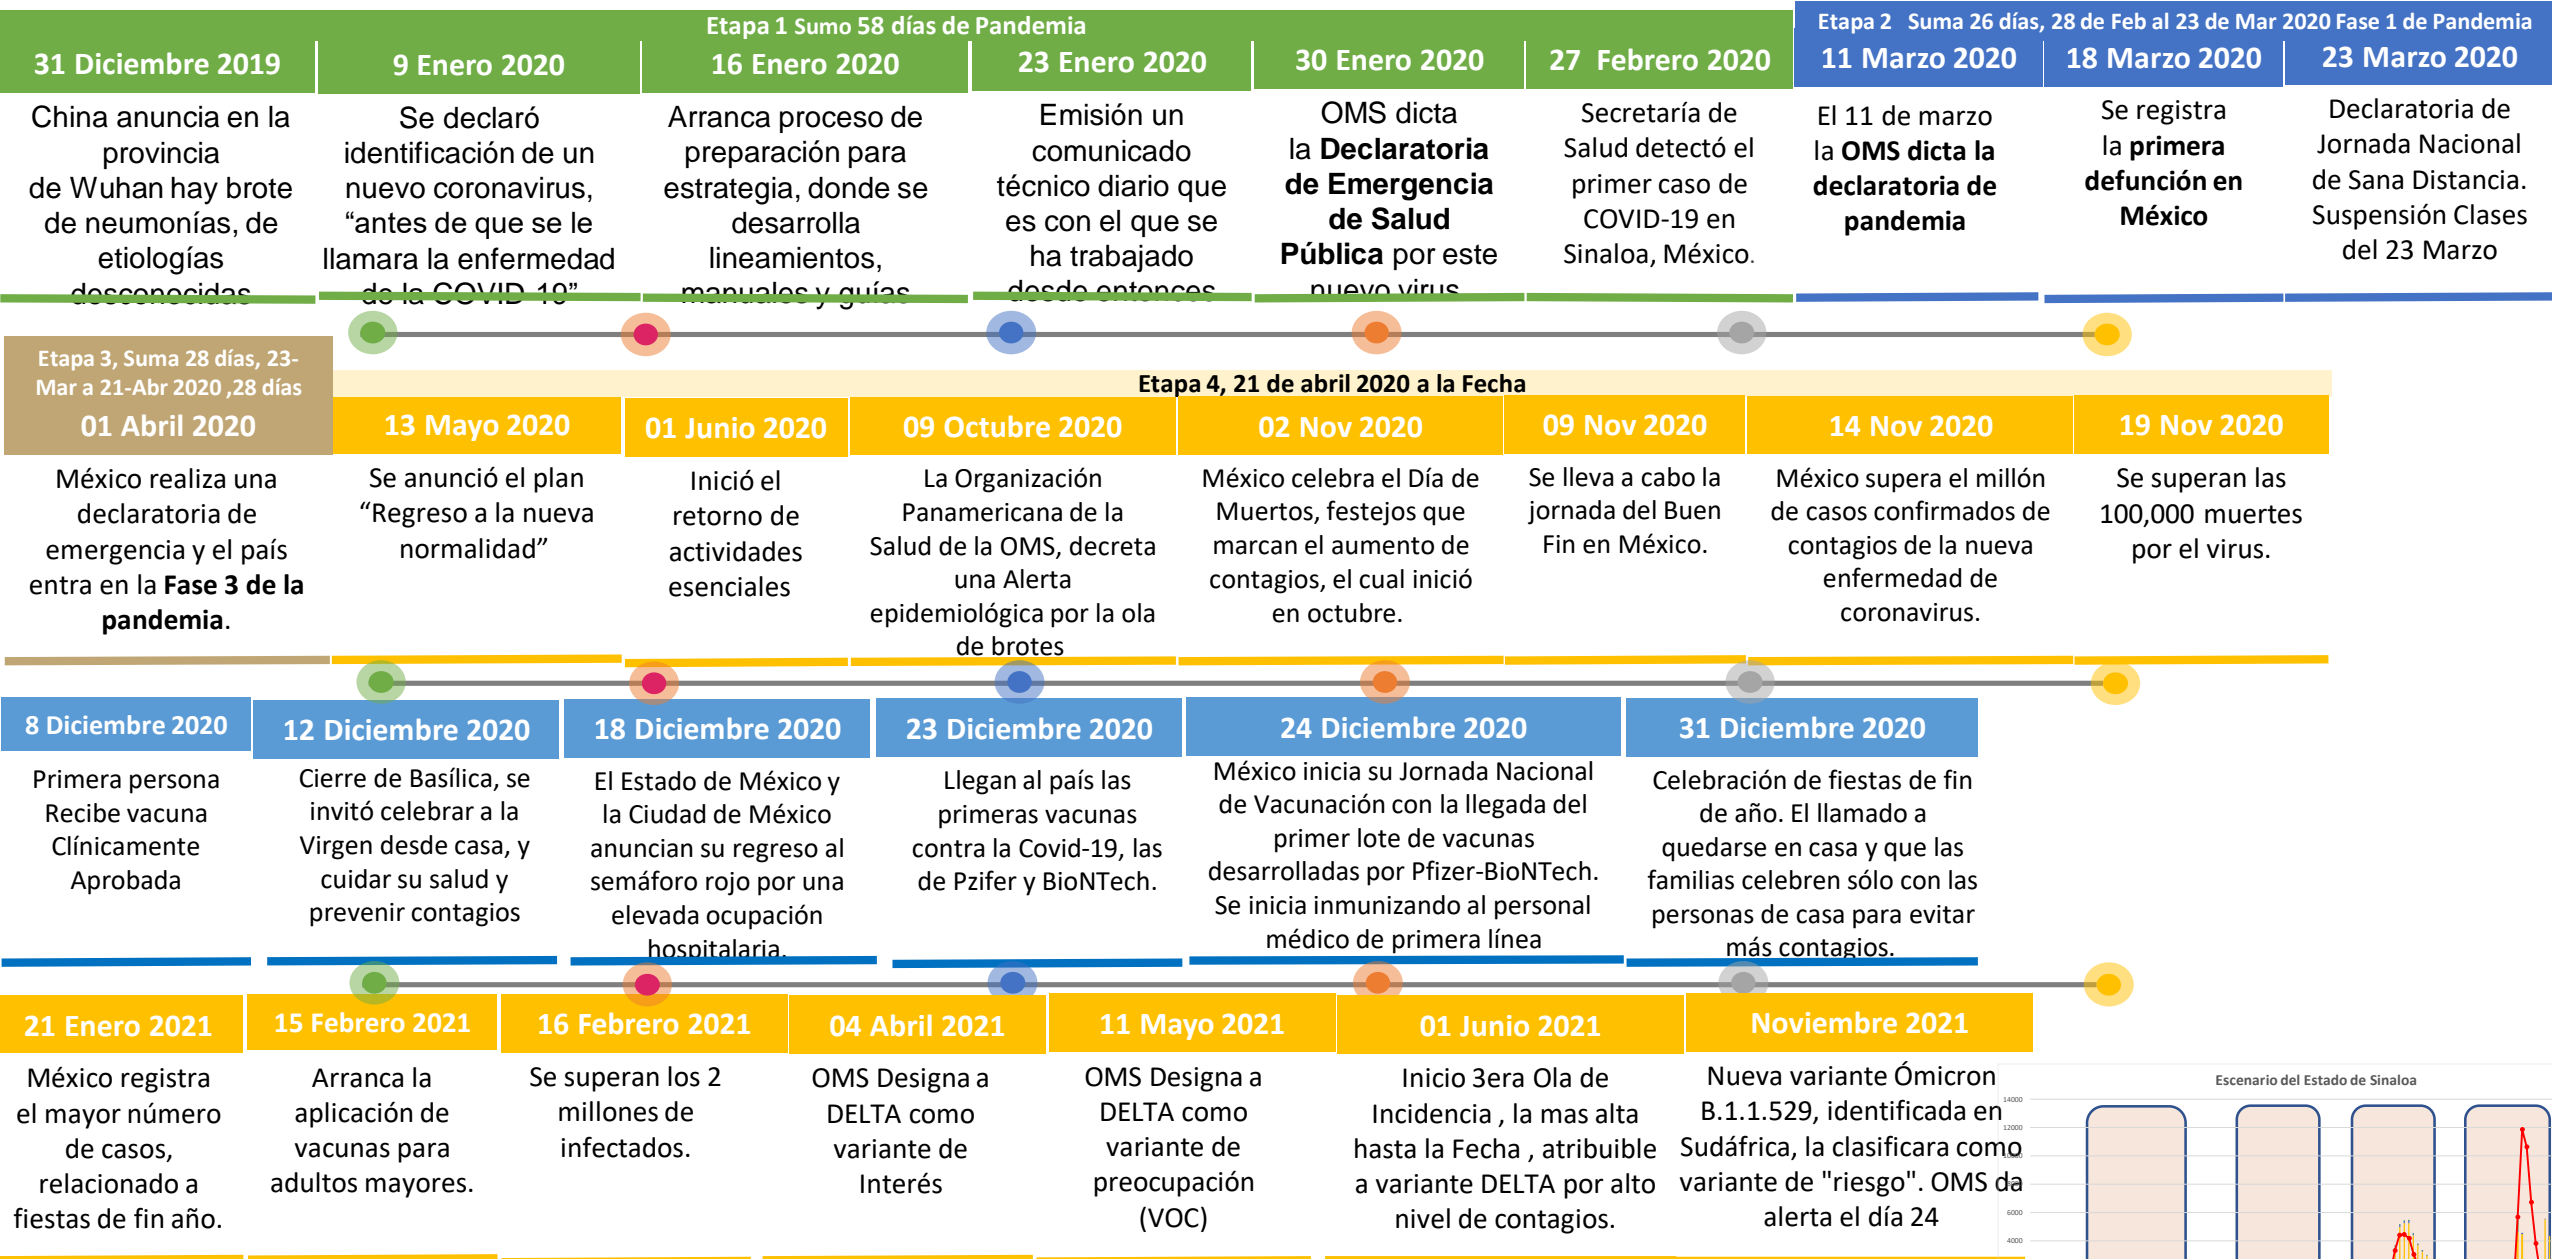 Etapa 1 Sumo 58 días de Pandemia
Etapa 2 Suma 26 días, 28 de Feb al 23 de Mar 2020 Fase 1 de Pandemia
31 Diciembre 2019
China anuncia en la
provincia
de Wuhan hay brote
de neumonías, de
etiologías
desconocidas
9 Enero 2020
Se declaró
identificación de un
nuevo coronavirus,
“antes de que se le
llamara la enfermedad
de la COVID-19”
16 Enero 2020
Arranca proceso de
preparación para
estrategia, donde se
desarrolla
lineamientos,
manuales y guías
23 Enero 2020
Emisión un
comunicado
técnico diario que
es con el que se
ha trabajado
desde entonces
30 Enero 2020
OMS dicta
la Declaratoria
de Emergencia
de Salud
Pública por este
nuevo virus
27 Febrero 2020
Secretaría de
Salud detectó el
primer caso de
COVID-19 en
Sinaloa, México.
11 Marzo 2020
El 11 de marzo
la OMS dicta la
declaratoria de
pandemia
18 Marzo 2020
Se registra
la primera
defunción en
México
23 Marzo 2020
Declaratoria de
Jornada Nacional
de Sana Distancia.
Suspensión Clases
del 23 Marzo
Etapa 3, Suma 28 días, 23-
Mar a 21-Abr 2020 ,28 días
Etapa 4, 21 de abril 2020 a la Fecha
01 Abril 2020
México realiza una
declaratoria de
emergencia y el país
entra en la Fase 3 de la
pandemia.
13 Mayo 2020
Se anunció el plan
“Regreso a la nueva
normalidad”
01 Junio 2020
Inició el
retorno de
actividades
esenciales
09 Octubre 2020
La Organización
Panamericana de la
Salud de la OMS, decreta
una Alerta
epidemiológica por la ola
de brotes
02 Nov 2020
México celebra el Día de
Muertos, festejos que
marcan el aumento de
contagios, el cual inició
en octubre.
09 Nov 2020
Se lleva a cabo la
jornada del Buen
Fin en México.
14 Nov 2020
México supera el millón
de casos confirmados de
contagios de la nueva
enfermedad de
coronavirus.
19 Nov 2020
Se superan las
100,000 muertes
por el virus.
8 Diciembre 2020
Primera persona
Recibe vacuna
Clínicamente
Aprobada
12 Diciembre 2020
Cierre de Basílica, se
invitó celebrar a la
Virgen desde casa, y
cuidar su salud y
prevenir contagios
18 Diciembre 2020
El Estado de México y
la Ciudad de México
anuncian su regreso al
semáforo rojo por una
elevada ocupación
hospitalaria.
23 Diciembre 2020
Llegan al país las
primeras vacunas
contra la Covid-19, las
de Pzifer y BioNTech.
24 Diciembre 2020
México inicia su Jornada Nacional
de Vacunación con la llegada del
primer lote de vacunas
desarrolladas por Pfizer-BioNTech.
Se inicia inmunizando al personal
médico de primera línea
31 Diciembre 2020
Celebración de fiestas de fin
de año. El llamado a
quedarse en casa y que las
familias celebren sólo con las
personas de casa para evitar
más contagios.
21 Enero 2021
México registra
el mayor número
de casos,
relacionado a
fiestas de fin año.
15 Febrero 2021
Arranca la
aplicación de
vacunas para
adultos mayores.
16 Febrero 2021
Se superan los 2
millones de
infectados.
04 Abril 2021
OMS Designa a
DELTA como
variante de
Interés
11 Mayo 2021
OMS Designa a
DELTA como
variante de
preocupación
(VOC)
01 Junio 2021
Inicio 3era Ola de
Incidencia , la mas alta
hasta la Fecha , atribuible
a variante DELTA por alto
nivel de contagios.
Noviembre 2021
Nueva variante Ómicron
B.1.1.529, identificada en
Sudáfrica, la clasificara como
variante de "riesgo". OMS da
alerta el día 24
Escenario del Estado de Sinaloa
14000
12000
6000
4000